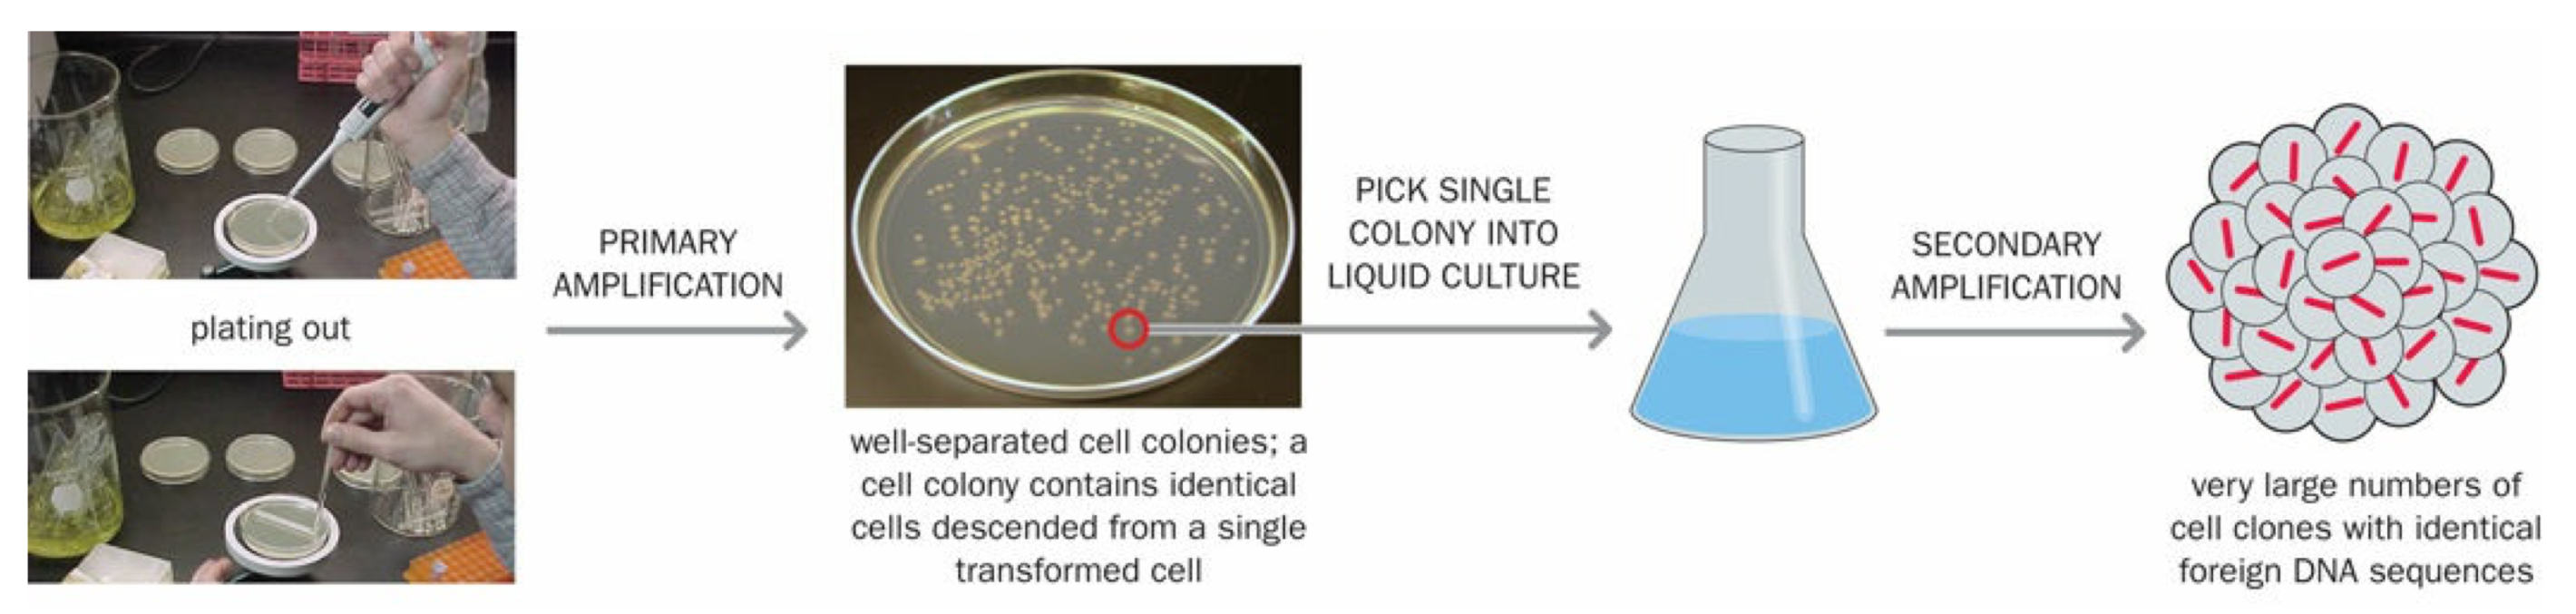 plating out
PRIMARY
AMPLIFICATION
well-separated cell colonies; a
cell colony contains identical
cells descended from a single
transformed cell
PICK SINGLE
COLONY INTO
LIQUID CULTURE
SECONDARY
AMPLIFICATION
very large numbers of
cell clones with identical
foreign DNA sequences